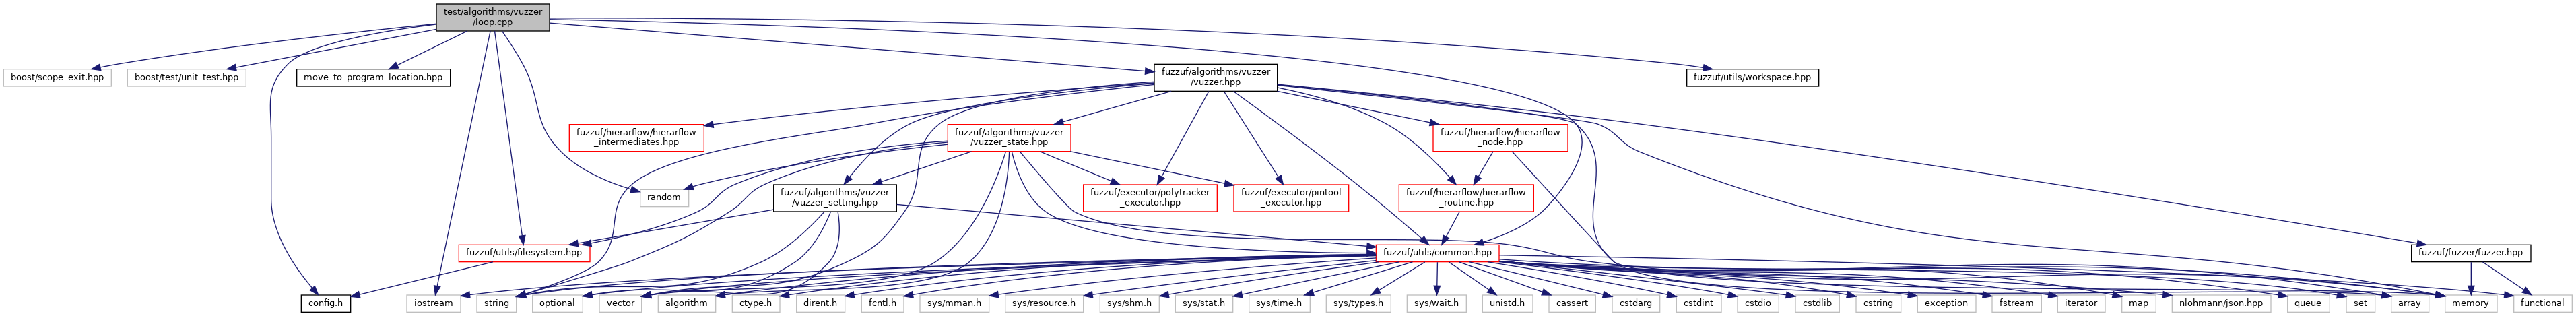 test/algorithms/vuzzer
/loop.cpp
boost/scope_exit.hpp
boost/test/unit_test.hpp
move_to_program_location.hpp
fuzzuf/algorithms/vuzzer
/vuzzer.hpp
fuzzuf/utils/workspace.hpp
fuzzuf/hierarflow/hierarflow
_intermediates.hpp
fuzzuf/algorithms/vuzzer
/vuzzer_state.hpp
fuzzuf/hierarflow/hierarflow
_node.hpp
random
fuzzuf/algorithms/vuzzer
/vuzzer_setting.hpp
fuzzuf/executor/polytracker
_executor.hpp
fuzzuf/executor/pintool
_executor.hpp
fuzzuf/hierarflow/hierarflow
_routine.hpp
fuzzuf/utils/filesystem.hpp
fuzzuf/utils/common.hpp
fuzzuf/fuzzer/fuzzer.hpp
config.h
iostream
string
optional
vector
algorithm
ctype.h
dirent.h
fcntl.h
sys/mman.h
sys/resource.h
sys/shm.h
sys/stat.h
sys/time.h
sys/types.h
sys/wait.h
unistd.h
cassert
cstdarg
cstdint
cstdio
cstdlib
cstring
exception
fstream
iterator
map
nlohmann/json.hpp
queue
set
array
memory
functional